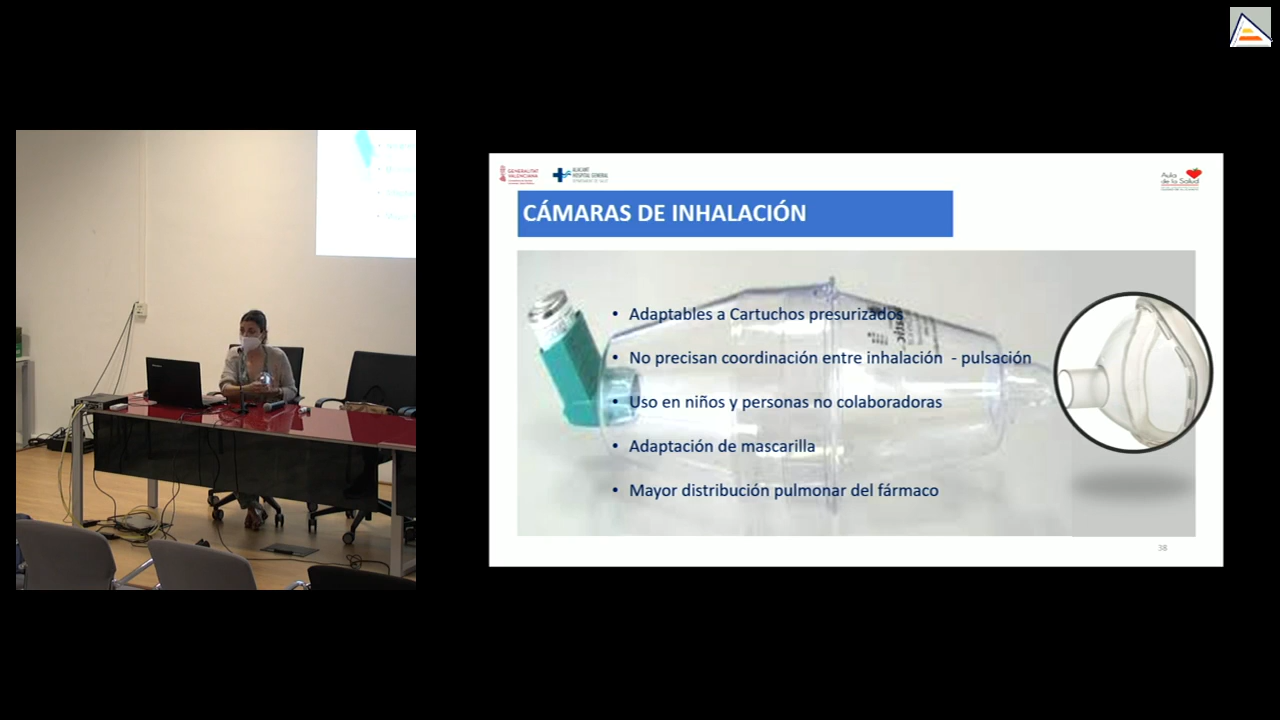 GENERALITAT
VALENCIANA
ALACANT
HOSPITAL GENERAL
Aula
de la Salud
CÁMARAS DE INHALACIÓN
• Adaptables a Cartuchos presurizados
• No precisan coordinación entre inhalación - pulsación
• Uso en niños y personas no colaboradoras
• Adaptación de mascarilla
• Mayor distribución pulmonar del fármaco
38